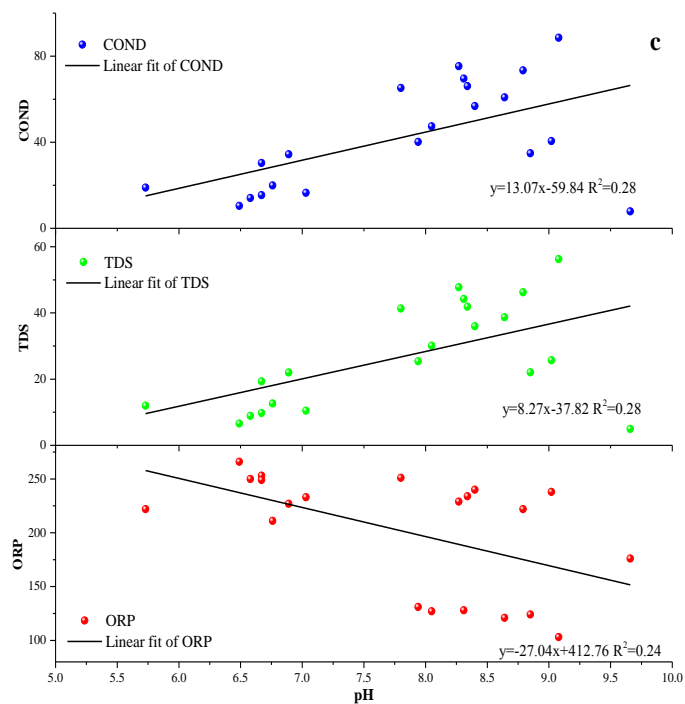 c
COND
Linear fit of COND
80
40
0
COND
y=13.07x-59.84 R²=0.28
TDS
Linear fit of TDS
60
40
20
0
TDS
y=8.27x-37.82 R²=0.28
250
200
150
100
ORP
ORP
Linear fit of ORP
y=-27.04x+412.76 R²=0.24
5.0 5.5 6.0 6.5 7.0 7.5 8.0 8.5 9.0 9.5 10.0
pH